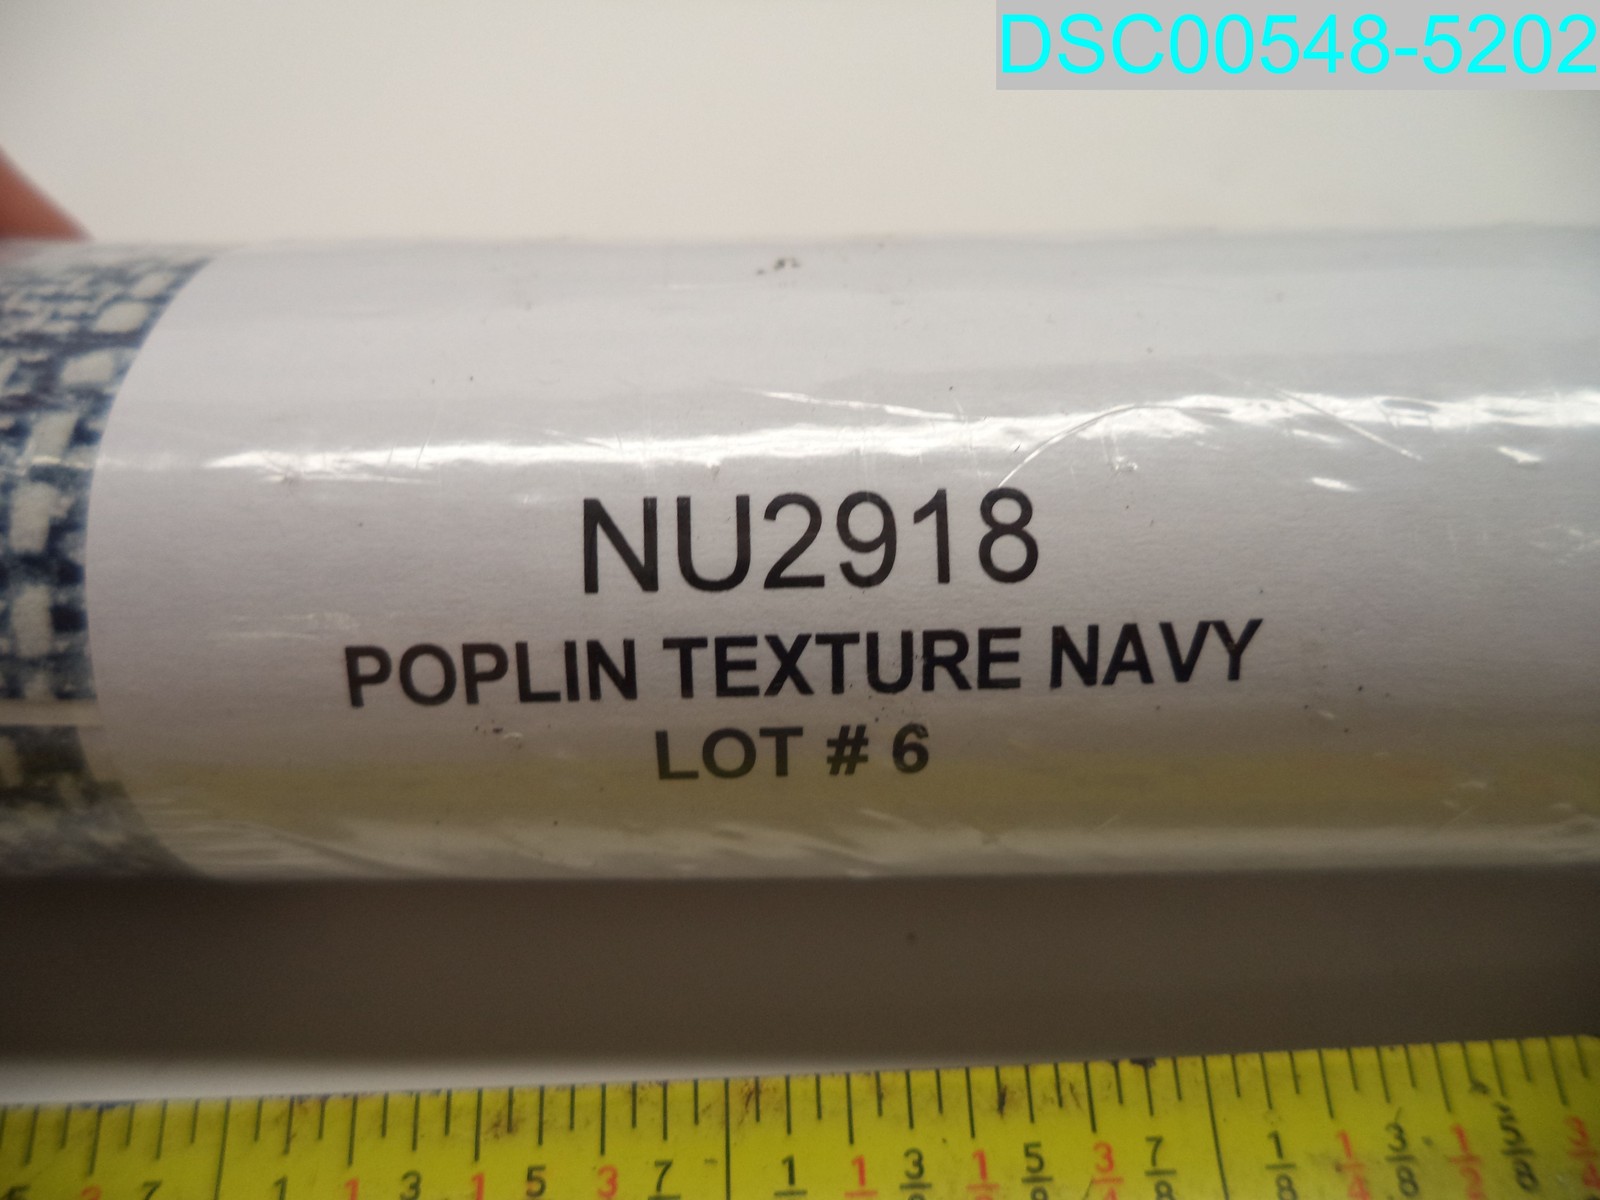 DSC00548-5202
NU2918
POPLIN TEXTURE NAVY
LOT # 6